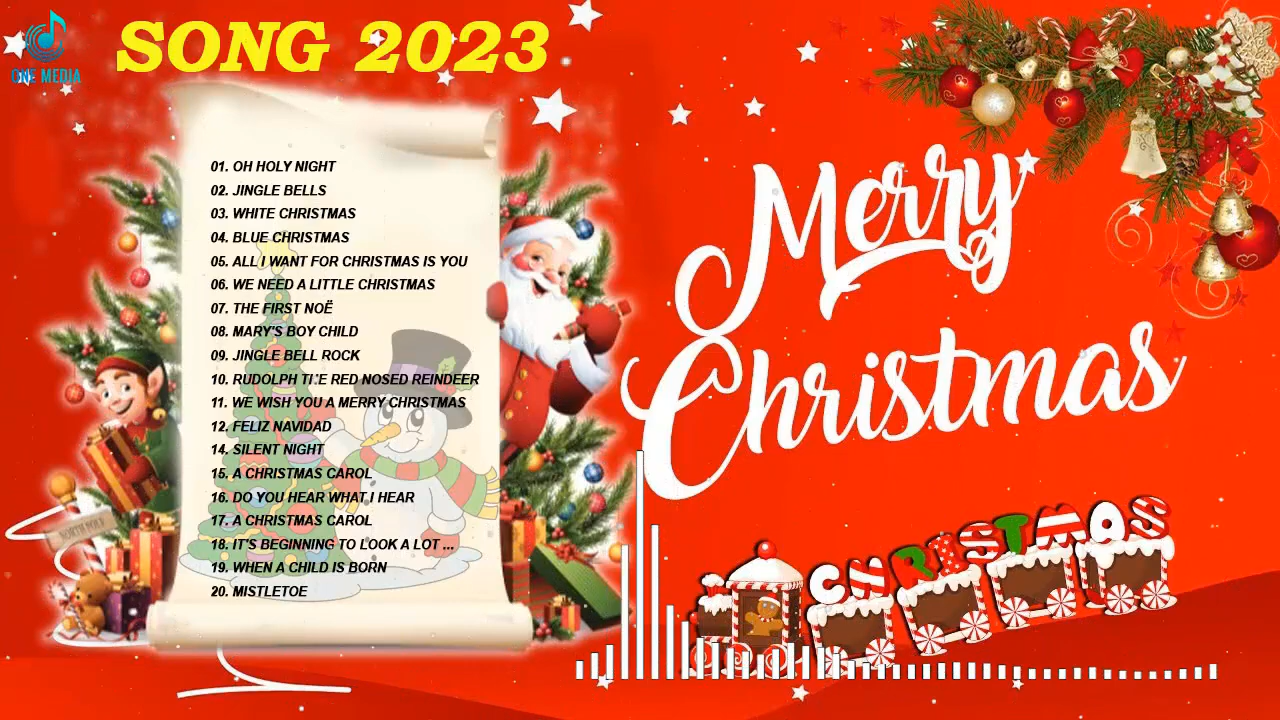 ONE MEDIA
SONG 2023
01. OH HOLY NIGHT
02. JINGLE BELLS
03. WHITE CHRISTMAS
04. BLUE CHRISTMAS
05. ALL I WANT FOR CHRISTMAS IS YOU
06. WE NEED A LITTLE CHRISTMAS
07. THE FIRST NOË
08. MARY'S BOY CHILD
09. JINGLE BELL ROCK
10. RUDOLPH THE RED NOSED REINDEER
11. WE WISH YOU A MERRY CHRISTMAS
12. FELIZ NAVIDAD
14. SILENT NIGHT
15. A CHRISTMAS CAROL
16. DO YOU HEAR WHAT I HEAR
17. A CHRISTMAS CAROL
18. IT'S BEGINNING TO LOOK A LOT ...
19. WHEN A CHILD IS BORN
20. MISTLETOE
NORTH POLE
Merry
Christmas
CHRISTMAS